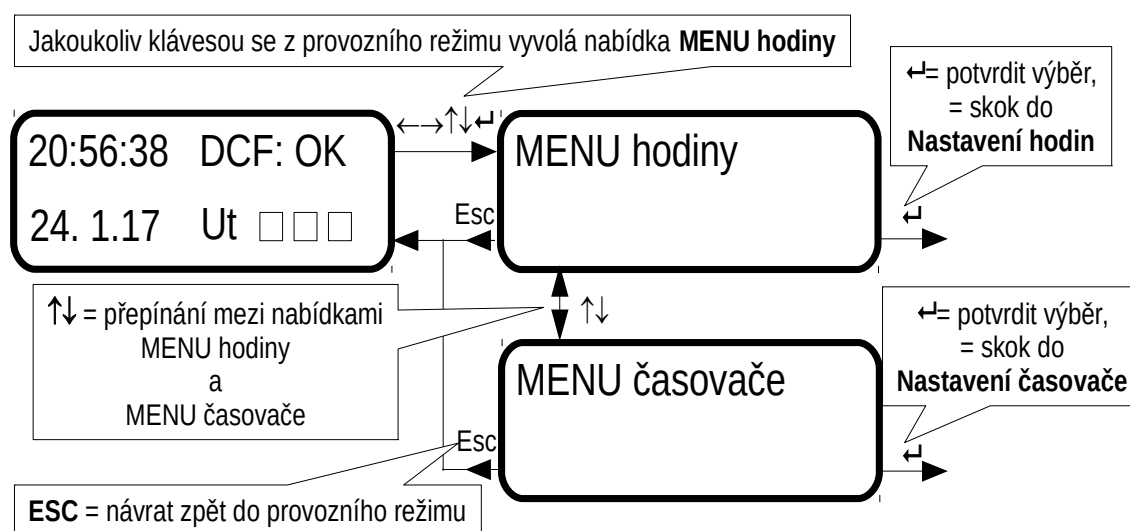 Jakoukoliv klávesou se z provozního režimu vyvolá nabídka MENU hodiny
↵= potvrdit výběr,
= skok do
Nastavení hodin
←→↑↓↵
20:56:38 DCF: OK
24. 1.17 Ut □□□
MENU hodiny
Esc
↵
↑↓ = přepínání mezi nabídkami
MENU hodiny
a
MENU časovače
↑↓
↵= potvrdit výběr,
= skok do
Nastavení časovače
MENU časovače
Esc
↵
ESC = návrat zpět do provozního režimu